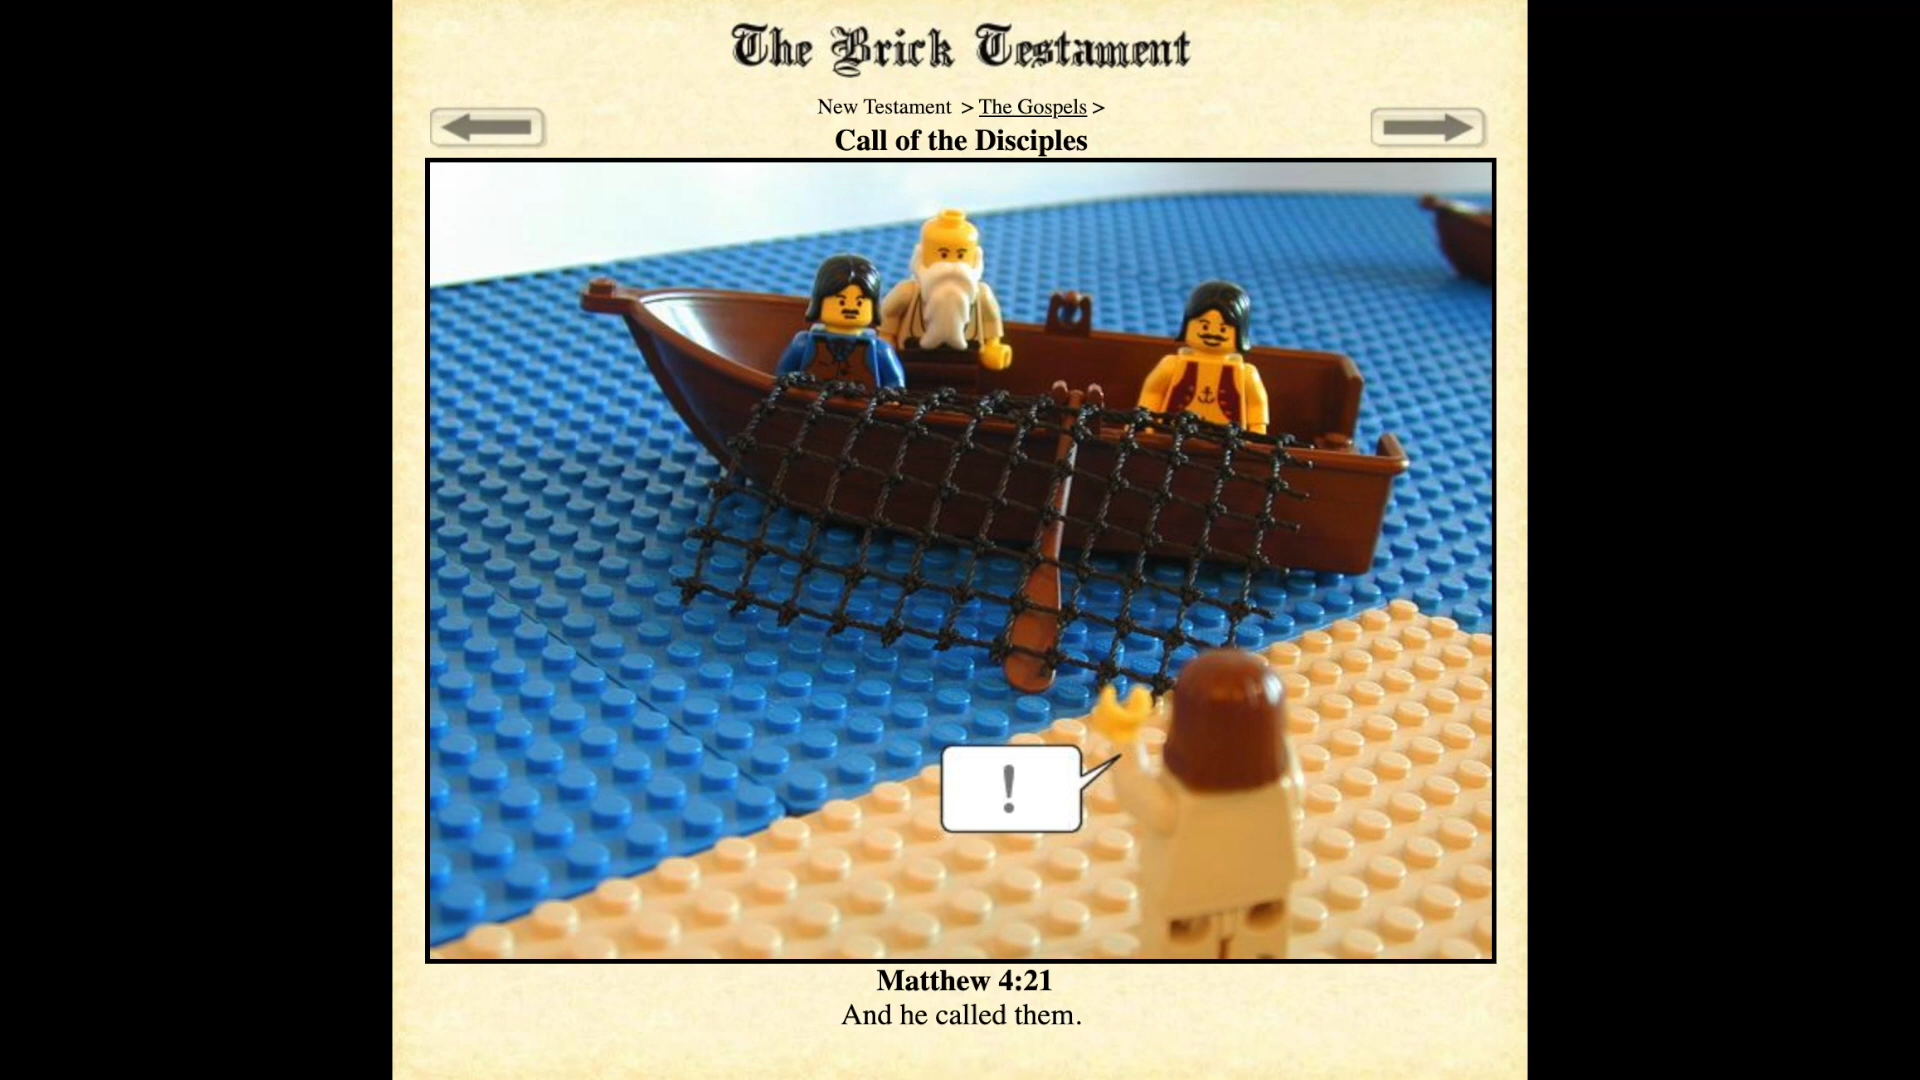 The Brick Testament
New Testament > The Gospels >
Call of the Disciples
!
Matthew 4:21
And he called them.